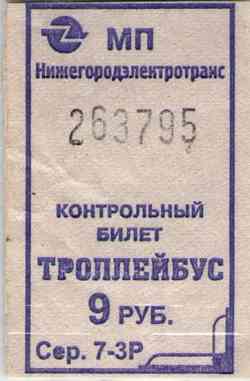 МП
Нижегородэлектротранс
263795
КОНТРОЛЬНЫЙ
БИЛЕТ
ТРОЛЛЕЙБУС
9 РУБ.
Сер. 7-ЗР